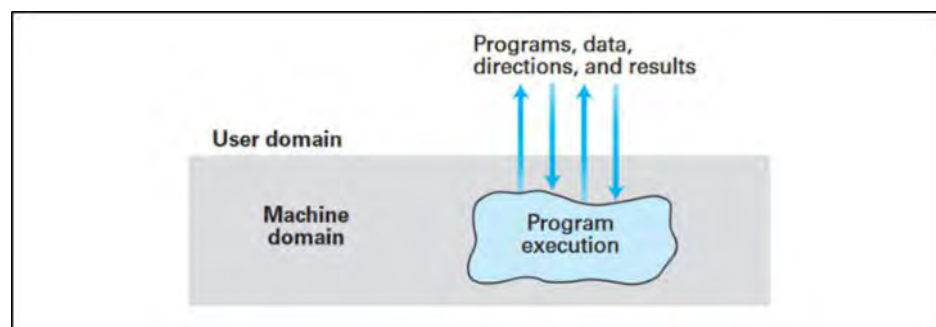 Programs, data,
directions, and results
User domain
Machine
domain
Program
execution